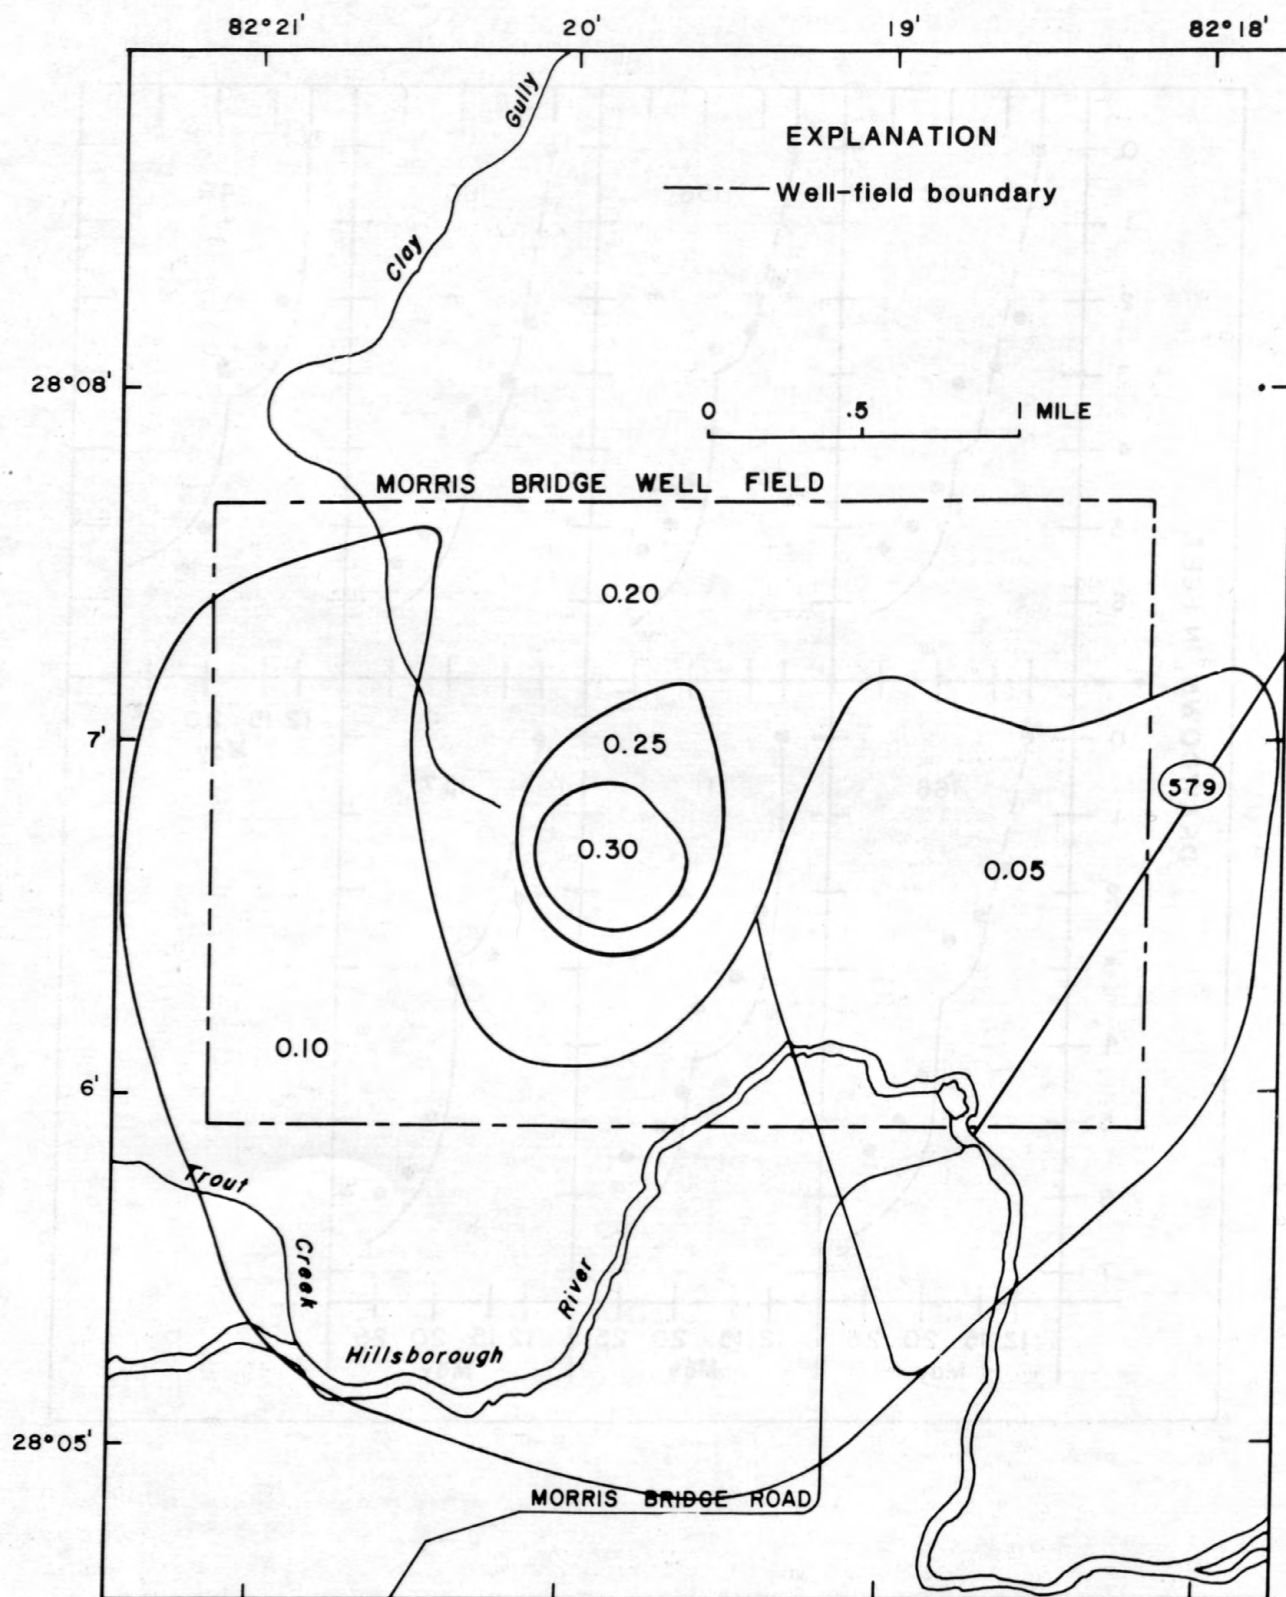 82°21' 20' 19' 82°18'
Gully
EXPLANATION
Well-field boundary
Clay
28°08'
0 .5 1 MILE
MORRIS BRIDGE WELL FIELD
0.20
7'
0.25
579
0.30
0.05
0.10
6'
Trout
Creek
River
Hillsborough
28°05'
MORRIS BRIDGE ROAD